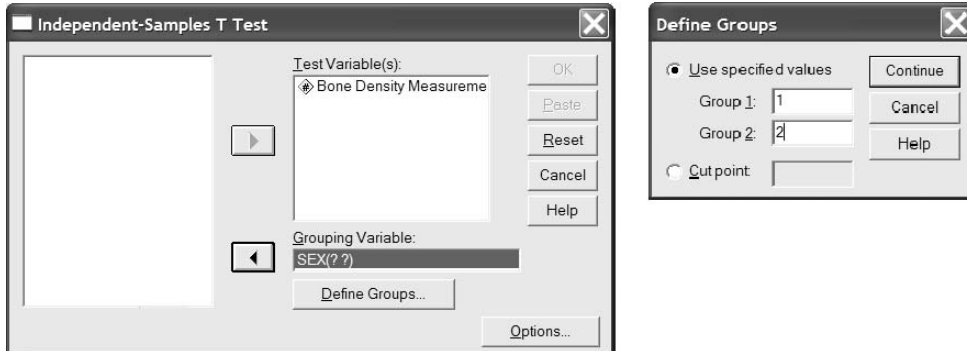 Independent-Samples T Test
Test Variable(s):
Bone Density Measureme
OK
Paste
Reset
Cancel
Help
Grouping Variable:
SEX(? ?)
Define Groups...
Options...
Define Groups
Use specified values
Group 1: 1
Group 2: 2
Cut point:
Continue
Cancel
Help